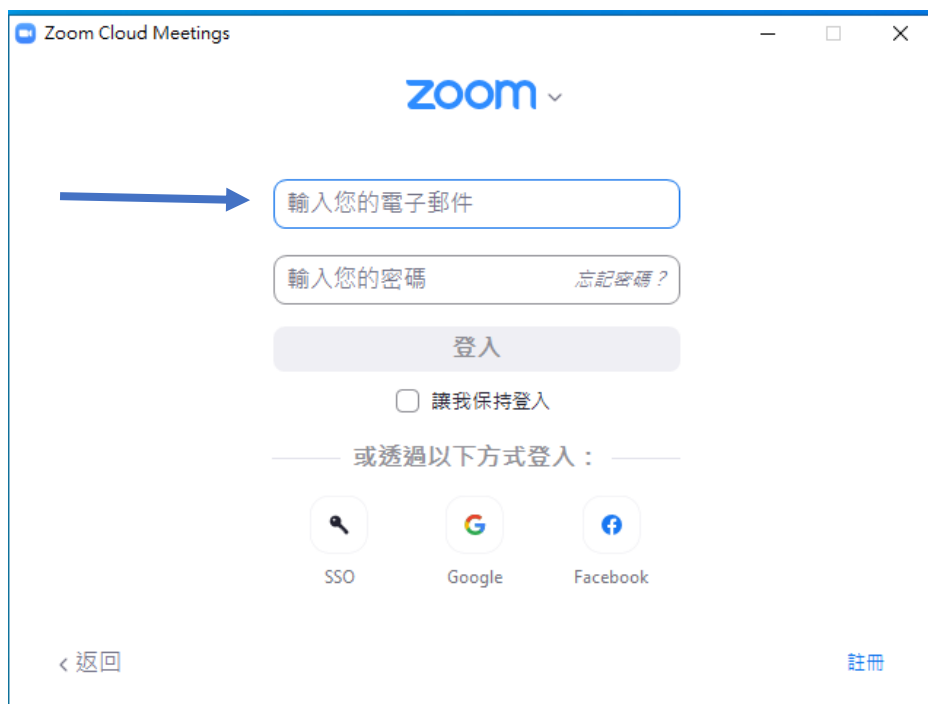 Zoom Cloud Meetings
zoom
輸入您的電子郵件
輸入您的密碼 忘記密碼？
登入
讓我保持登入
或透過以下方式登入：
SSO Google Facebook
返回 註冊